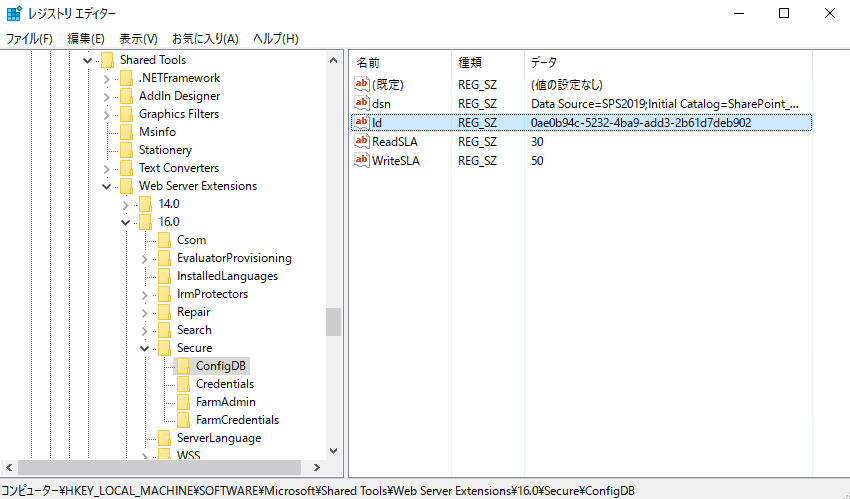 レジストリ エディター
ファイル(F) 編集(E) 表示(V) お気に入り(A) ヘルプ(H)
Shared Tools
.NETFramework
AddIn Designer
Graphics Filters
Msinfo
Stationery
Text Converters
Web Server Extensions
14.0
16.0
Csom
EvaluatorProvisioning
InstalledLanguages
IrmProtectors
Repair
Search
Secure
ConfigDB
Credentials
FarmAdmin
FarmCredentials
ServerLanguage
WSS
名前 種類 データ
ab (既定) REG_SZ (値の設定なし)
ab dsn REG_SZ Data Source=SPS2019;Initial Catalog=SharePoint_...
ab Id REG_SZ 0ae0b94c-5232-4ba9-add3-2b61d7deb902
ab ReadSLA REG_SZ 30
ab WriteSLA REG_SZ 50
コンピューター¥HKEY_LOCAL_MACHINE¥SOFTWARE¥Microsoft¥Shared Tools¥Web Server Extensions¥16.0¥Secure¥ConfigDB